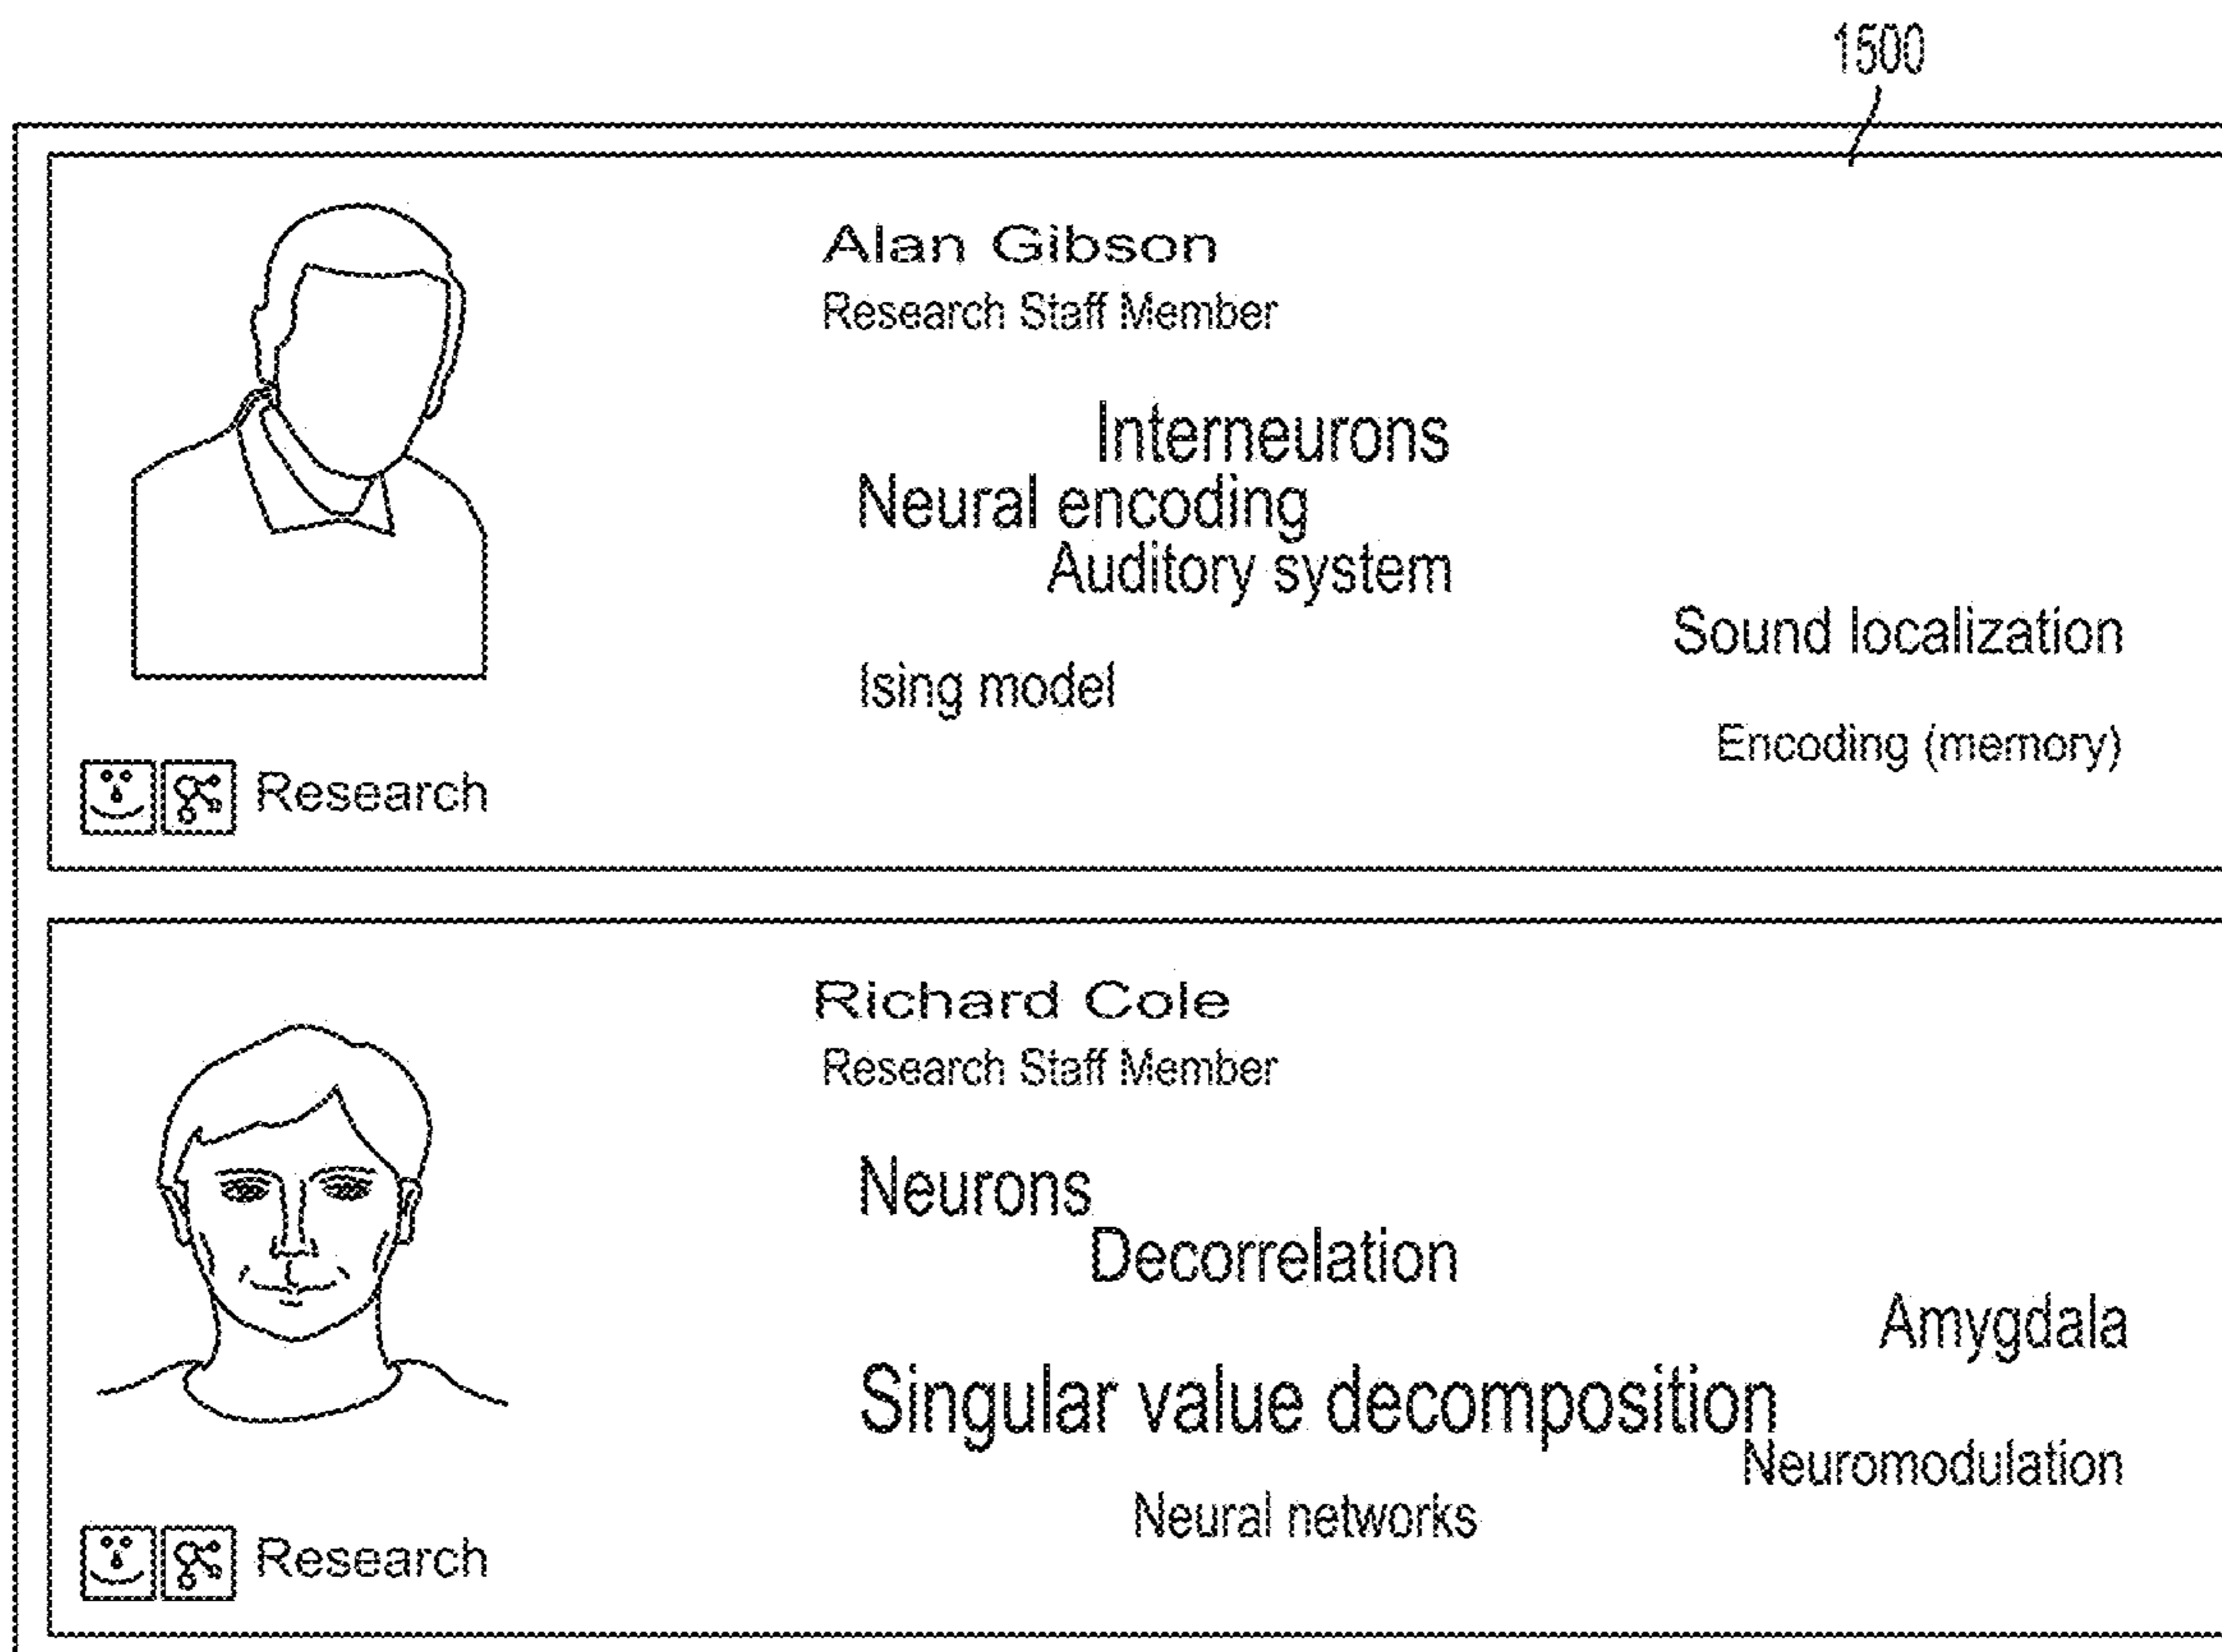 1500
Alan Gibson
Research Staff Member
Interneurons
Neural encoding
Auditory system
Sound localization
Ising model
Encoding (memory)
Research
Richard Cole
Research Staff Member
Neurons
Decorrelation
Amygdala
Singular value decomposition
Neuromodulation
Neural networks
Research